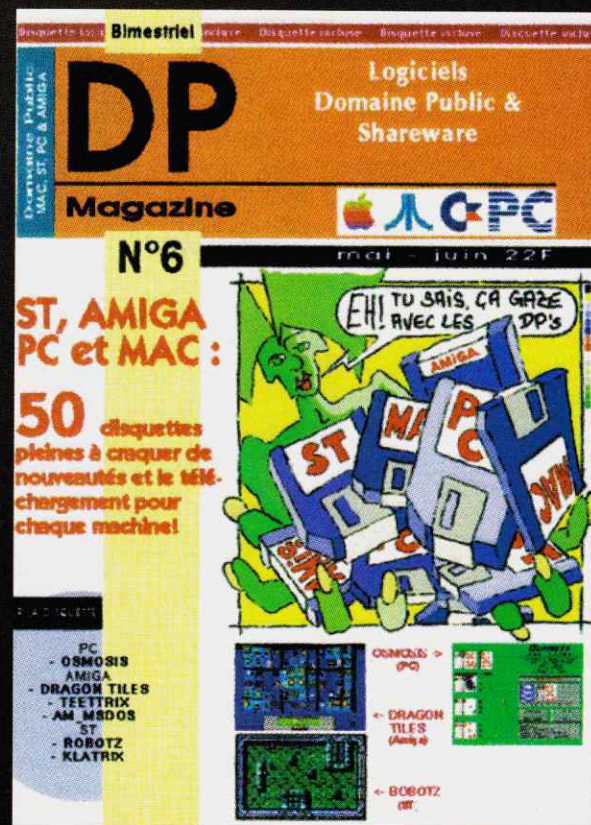 Bimestriel
Disquette incluse Disquette incluse Disquette incluse
Domaine Public
MAC, ST, PC & AMIGA
DP
Magazine
Logiciels
Domaine Public &
Shareware
PC
N°6
mai - juin 22F
ST, AMIGA
PC et MAC :
50 disquettes
pleines à craquer de
nouveautés et le télé-
chargement pour
chaque machine!
EH! TU SAIS, ÇA GAZE
AVEC LES DP's
AMIGA
ST
PC
MAC
PC
- OSMOSIS
AMIGA
- DRAGON TILES
- TEETTRIX
- AM_MSDOS
ST
- ROBOTZ
- KLATRIX
OSMOSIS ->
(PC)
<- DRAGON
TILES
(Amiga)
<- BOBOTZ